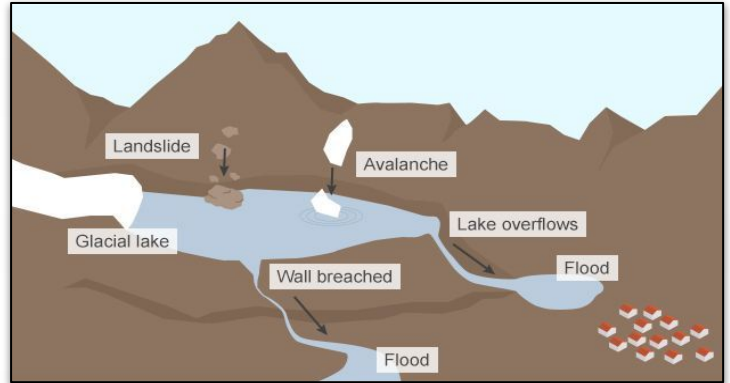 Landslide
Avalanche
Glacial lake
Lake overflows
Wall breached
Flood
Flood